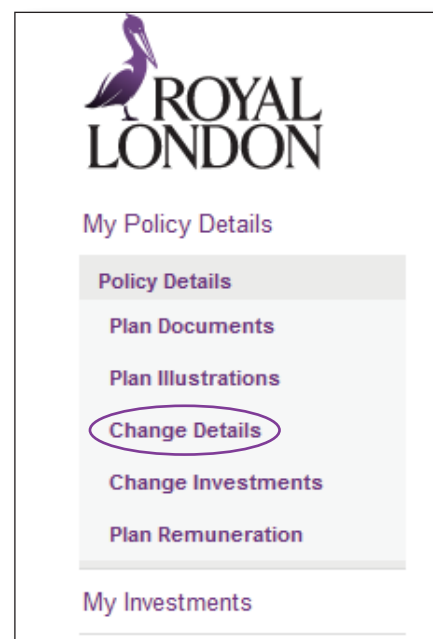 ROYAL
LONDON
My Policy Details
Policy Details
Plan Documents
Plan Illustrations
Change Details
Change Investments
Plan Remuneration
My Investments